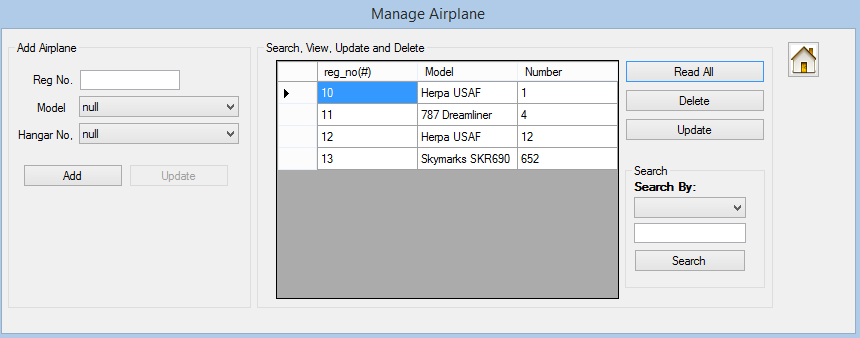 Manage Airplane
Add Airplane
Reg No.
Model null
Hangar No. null
Add Update
Search, View, Update and Delete
reg_no(#) Model Number
10 Herpa USAF 1
11 787 Dreamliner 4
12 Herpa USAF 12
13 Skymarks SKR690 652
Read All
Delete
Update
Search
Search By:
Search